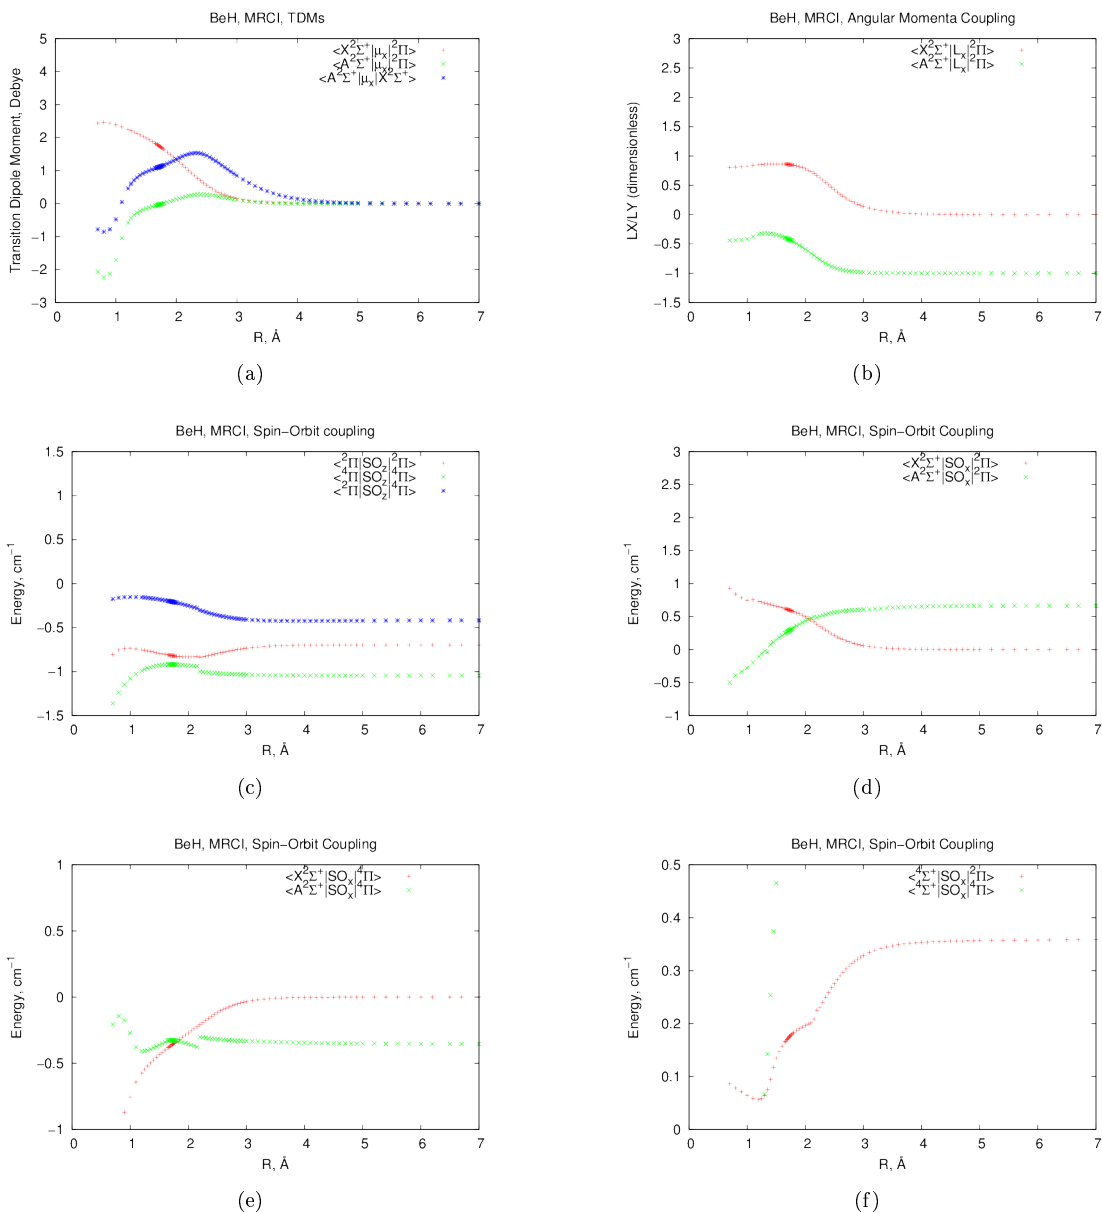 BeH, MRCI, TDMs
<X²Σ⁺|μₓ|²Π>
<A²Σ⁺|μₓ|²Π>
<A²Σ⁺|μₓ|X²Σ⁺>
Transition Dipole Moment, Debye
5
4
3
2
1
0
−1
−2
−3
0 1 2 3 4 5 6 7
R, Å
(a)
BeH, MRCI, Angular Momenta Coupling
<X²Σ⁺|Lₓ|²Π>
<A²Σ⁺|Lₓ|²Π>
LX/LY (dimensionless)
3
2.5
2
1.5
1
0.5
0
−0.5
−1
−1.5
0 1 2 3 4 5 6 7
R, Å
(b)
BeH, MRCI, Spin−Orbit coupling
<²Π|SO_z|²Π>
<⁴Π|SO_z|⁴Π>
<²Π|SO_z|⁴Π>
Energy, cm⁻¹
1.5
1
0.5
0
−0.5
−1
−1.5
0 1 2 3 4 5 6 7
R, Å
(c)
BeH, MRCI, Spin−Orbit Coupling
<X²Σ⁺|SOₓ|²Π>
<A²Σ⁺|SOₓ|²Π>
Energy, cm⁻¹
3
2.5
2
1.5
1
0.5
0
−0.5
−1
0 1 2 3 4 5 6 7
R, Å
(d)
BeH, MRCI, Spin−Orbit Coupling
<X²Σ⁺|SOₓ|⁴Π>
<A²Σ⁺|SOₓ|⁴Π>
Energy, cm⁻¹
1
0.5
0
−0.5
−1
0 1 2 3 4 5 6 7
R, Å
(e)
BeH, MRCI, Spin−Orbit Coupling
<⁴Σ⁺|SOₓ|²Π>
<⁴Σ⁺|SOₓ|⁴Π>
Energy, cm⁻¹
0.5
0.4
0.3
0.2
0.1
0
0 1 2 3 4 5 6 7
R, Å
(f)